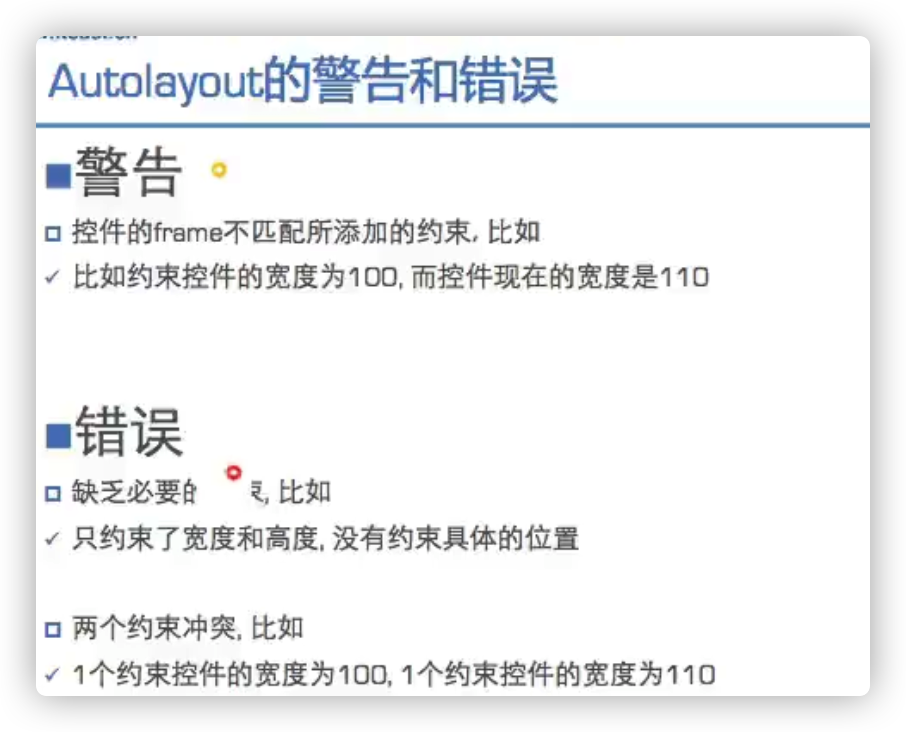 Autolayout的警告和错误
警告
控件的frame不匹配所添加的约束, 比如
比如约束控件的宽度为100, 而控件现在的宽度是110
错误
缺乏必要的 , 比如
只约束了宽度和高度, 没有约束具体的位置
两个约束冲突, 比如
1个约束控件的宽度为100, 1个约束控件的宽度为110